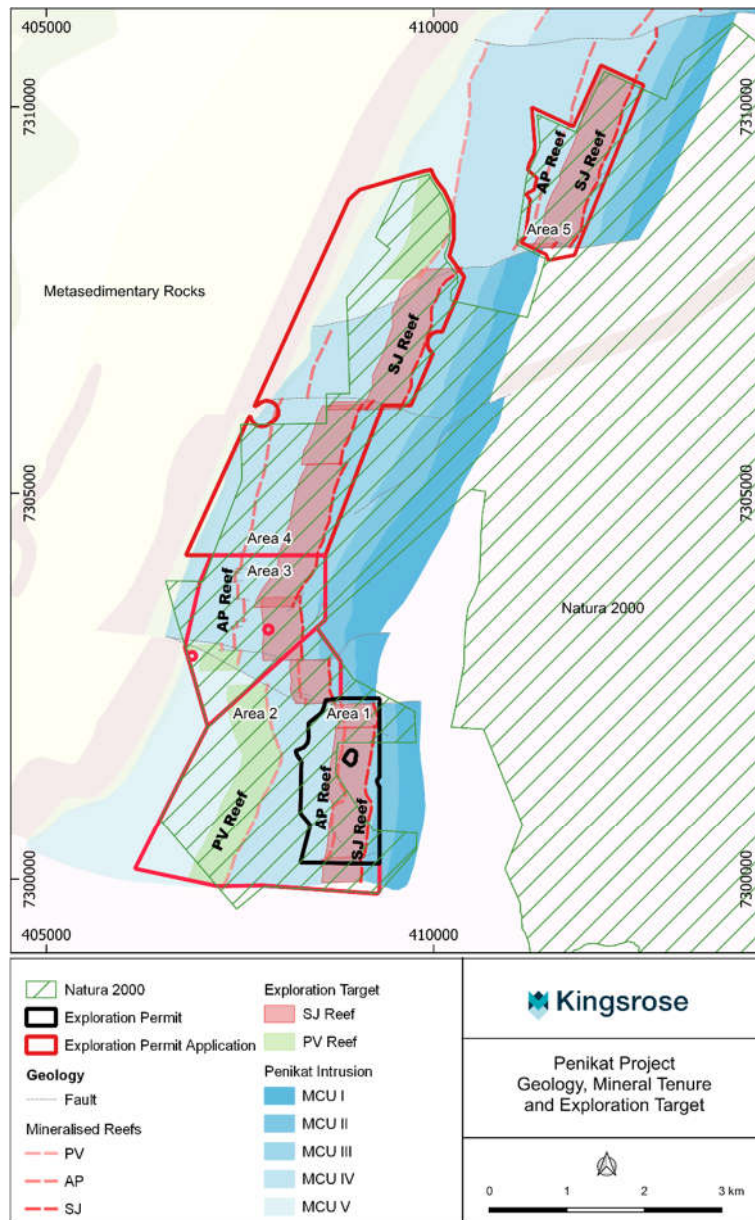 405000
410000
7310000
7310000
AP Reef
SJ Reef
Area 5
Metasedimentary Rocks
SJ Reef
7305000
7305000
Area 4
Area 3
AP Reef
Natura 2000
Area 2
Area 1
PV Reef
AP Reef
SJ Reef
7300000
7300000
405000
410000
Natura 2000
Exploration Permit
Exploration Permit Application
Geology
Fault
Mineralised Reefs
PV
AP
SJ
Exploration Target
SJ Reef
PV Reef
Penikat Intrusion
MCU I
MCU II
MCU III
MCU IV
MCU V
Kingsrose
Penikat Project
Geology, Mineral Tenure
and Exploration Target
0 1 2 3 km